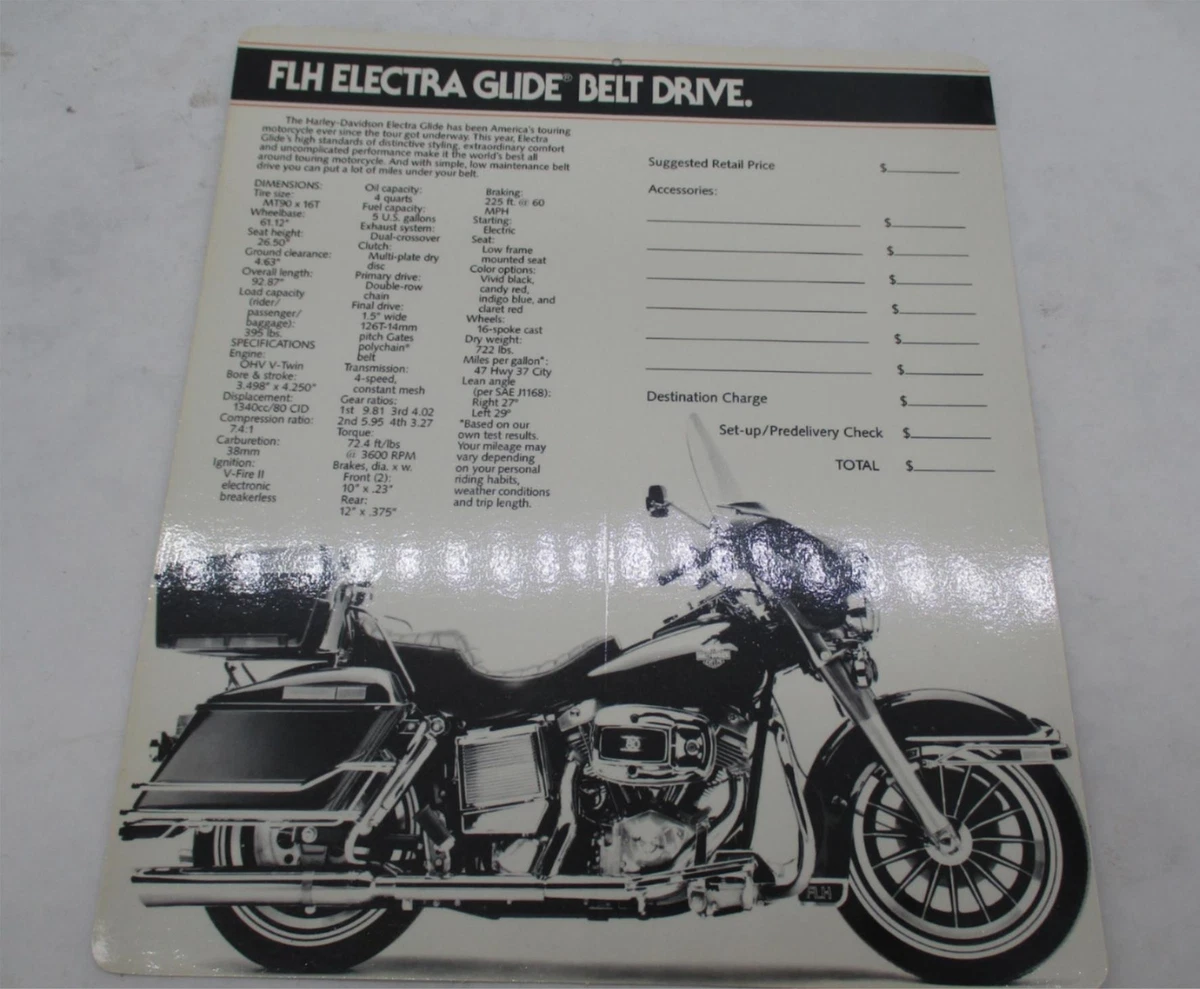 FLH ELECTRA GLIDE® BELT DRIVE.
The Harley-Davidson Electra Glide has been America's touring
motorcycle ever since the tour got underway. This year, Electra
Glide's high standards of distinctive styling, extraordinary comfort
and uncomplicated performance make it the world's best all
around touring motorcycle. And with simple, low maintenance belt
drive you can put a lot of miles under your belt.
DIMENSIONS:
Tire size:
MT90 x 16T
Wheelbase:
61.12"
Seat height:
26.50"
Ground clearance:
4.63"
Overall length:
92.87"
Load capacity
(rider/
passenger/
baggage):
395 lbs.
SPECIFICATIONS
Engine:
OHV V-Twin
Bore & stroke:
3.498" x 4.250"
Displacement:
1340cc/80 CID
Compression ratio:
7.4:1
Carburetion:
38mm
Ignition:
V-Fire II
electronic
breakerless
Oil capacity:
4 quarts
Fuel capacity:
5 U.S. gallons
Exhaust system:
Dual-crossover
Clutch:
Multi-plate dry
disc
Primary drive:
Double-row
chain
Final drive:
1.5" wide
126T-14mm
pitch Gates
polychain®
belt
Transmission:
4-speed,
constant mesh
Gear ratios:
1st 9.81 3rd 4.02
2nd 5.95 4th 3.27
Torque:
72.4 ft/lbs
@ 3600 RPM
Brakes, dia. x w.
Front (2):
10" x .23"
Rear:
12" x .375"
Braking:
225 ft. @ 60
MPH
Starting:
Electric
Seat:
Low frame
mounted seat
Color options:
Vivid black,
candy red,
indigo blue, and
claret red
Wheels:
16-spoke cast
Dry weight:
722 lbs.
Miles per gallon*:
47 Hwy 37 City
Lean angle
(per SAE J1168):
Right 27°
Left 29°
*Based on our
own test results.
Your mileage may
vary depending
on your personal
riding habits,
weather conditions
and trip length.
Suggested Retail Price $
Accessories:
$
$
$
$
$
$
Destination Charge $
Set-up/Predelivery Check $
TOTAL $
FLH